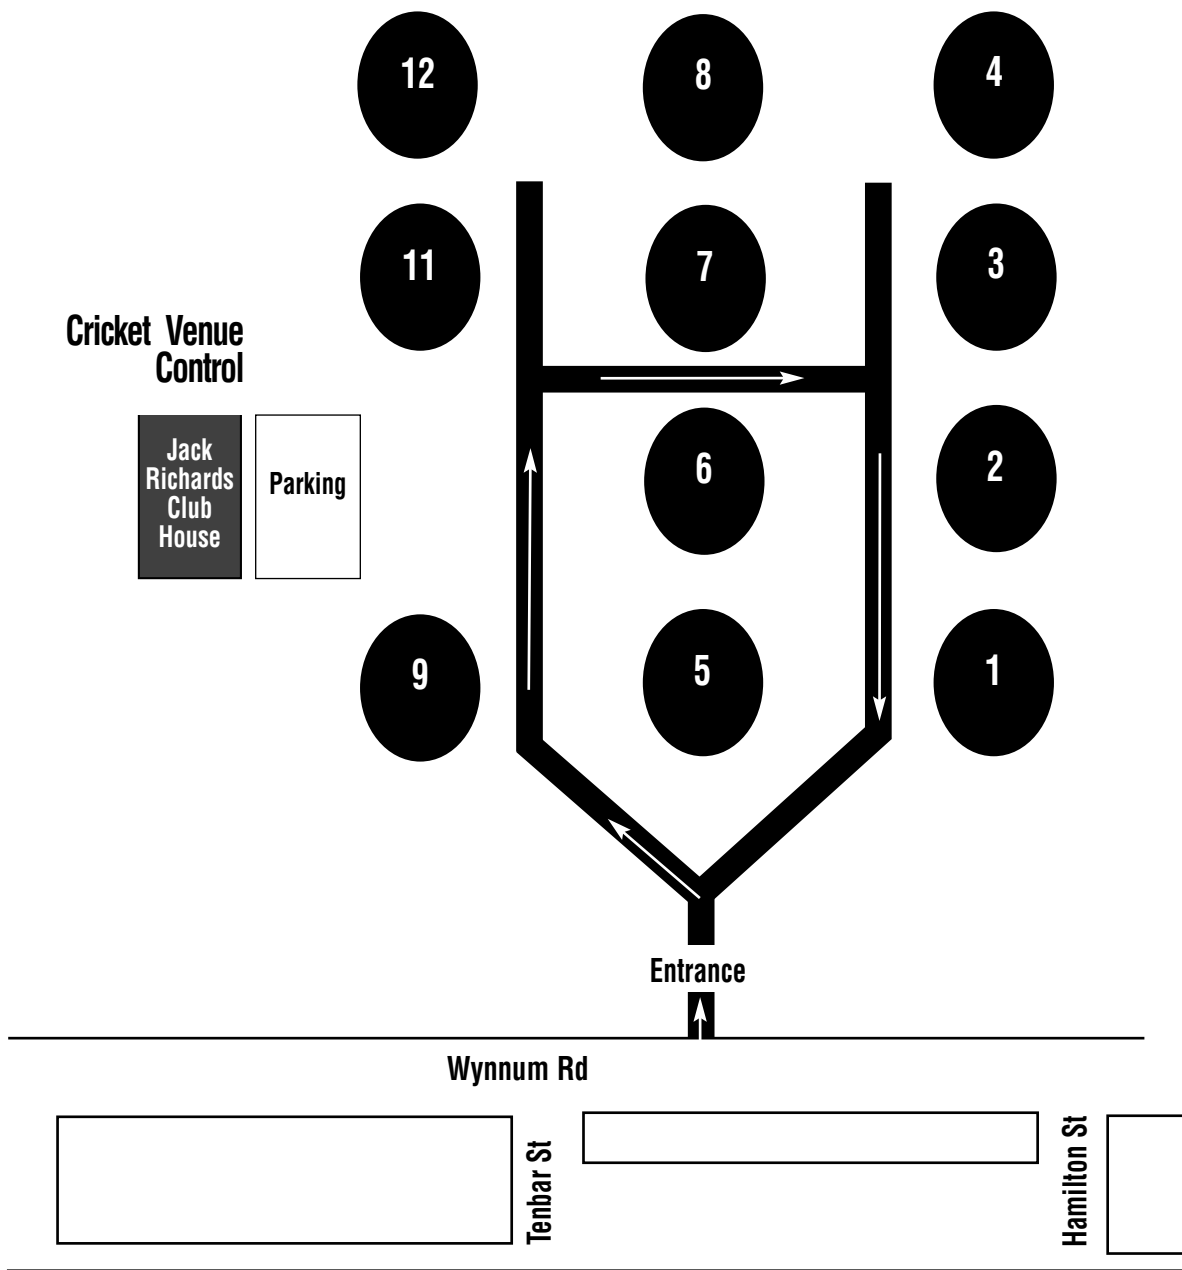 12
8
4
11
7
3
Cricket Venue
Control
Jack
Richards
Club
House
Parking
6
2
9
5
1
Entrance
Wynnum Rd
Tenbar St
Hamilton St